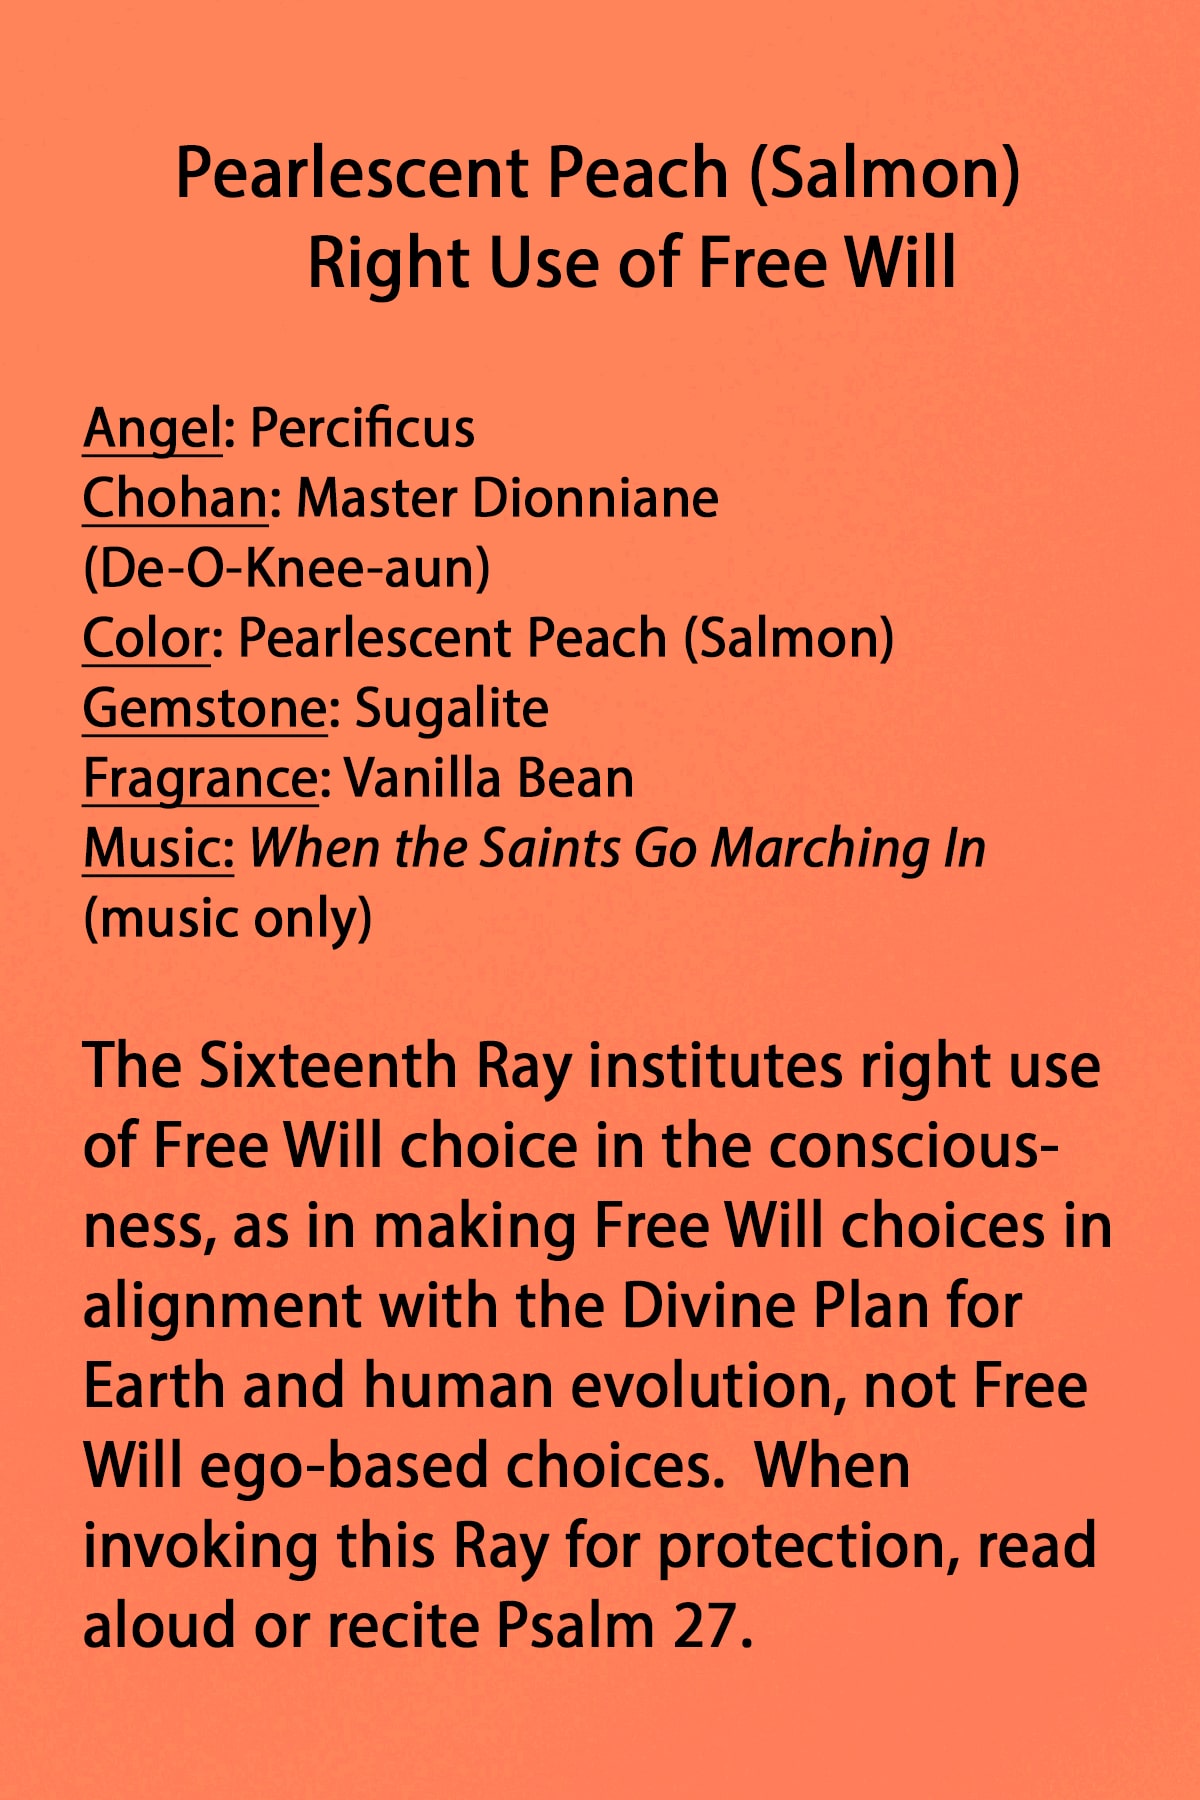 Pearlescent Peach (Salmon)
Right Use of Free Will
Angel: Percificus
Chohan: Master Dionniane
(De-O-Knee-aun)
Color: Pearlescent Peach (Salmon)
Gemstone: Sugalite
Fragrance: Vanilla Bean
Music: When the Saints Go Marching In
(music only)
The Sixteenth Ray institutes right use
of Free Will choice in the conscious-
ness, as in making Free Will choices in
alignment with the Divine Plan for
Earth and human evolution, not Free
Will ego-based choices.  When
invoking this Ray for protection, read
aloud or recite Psalm 27.